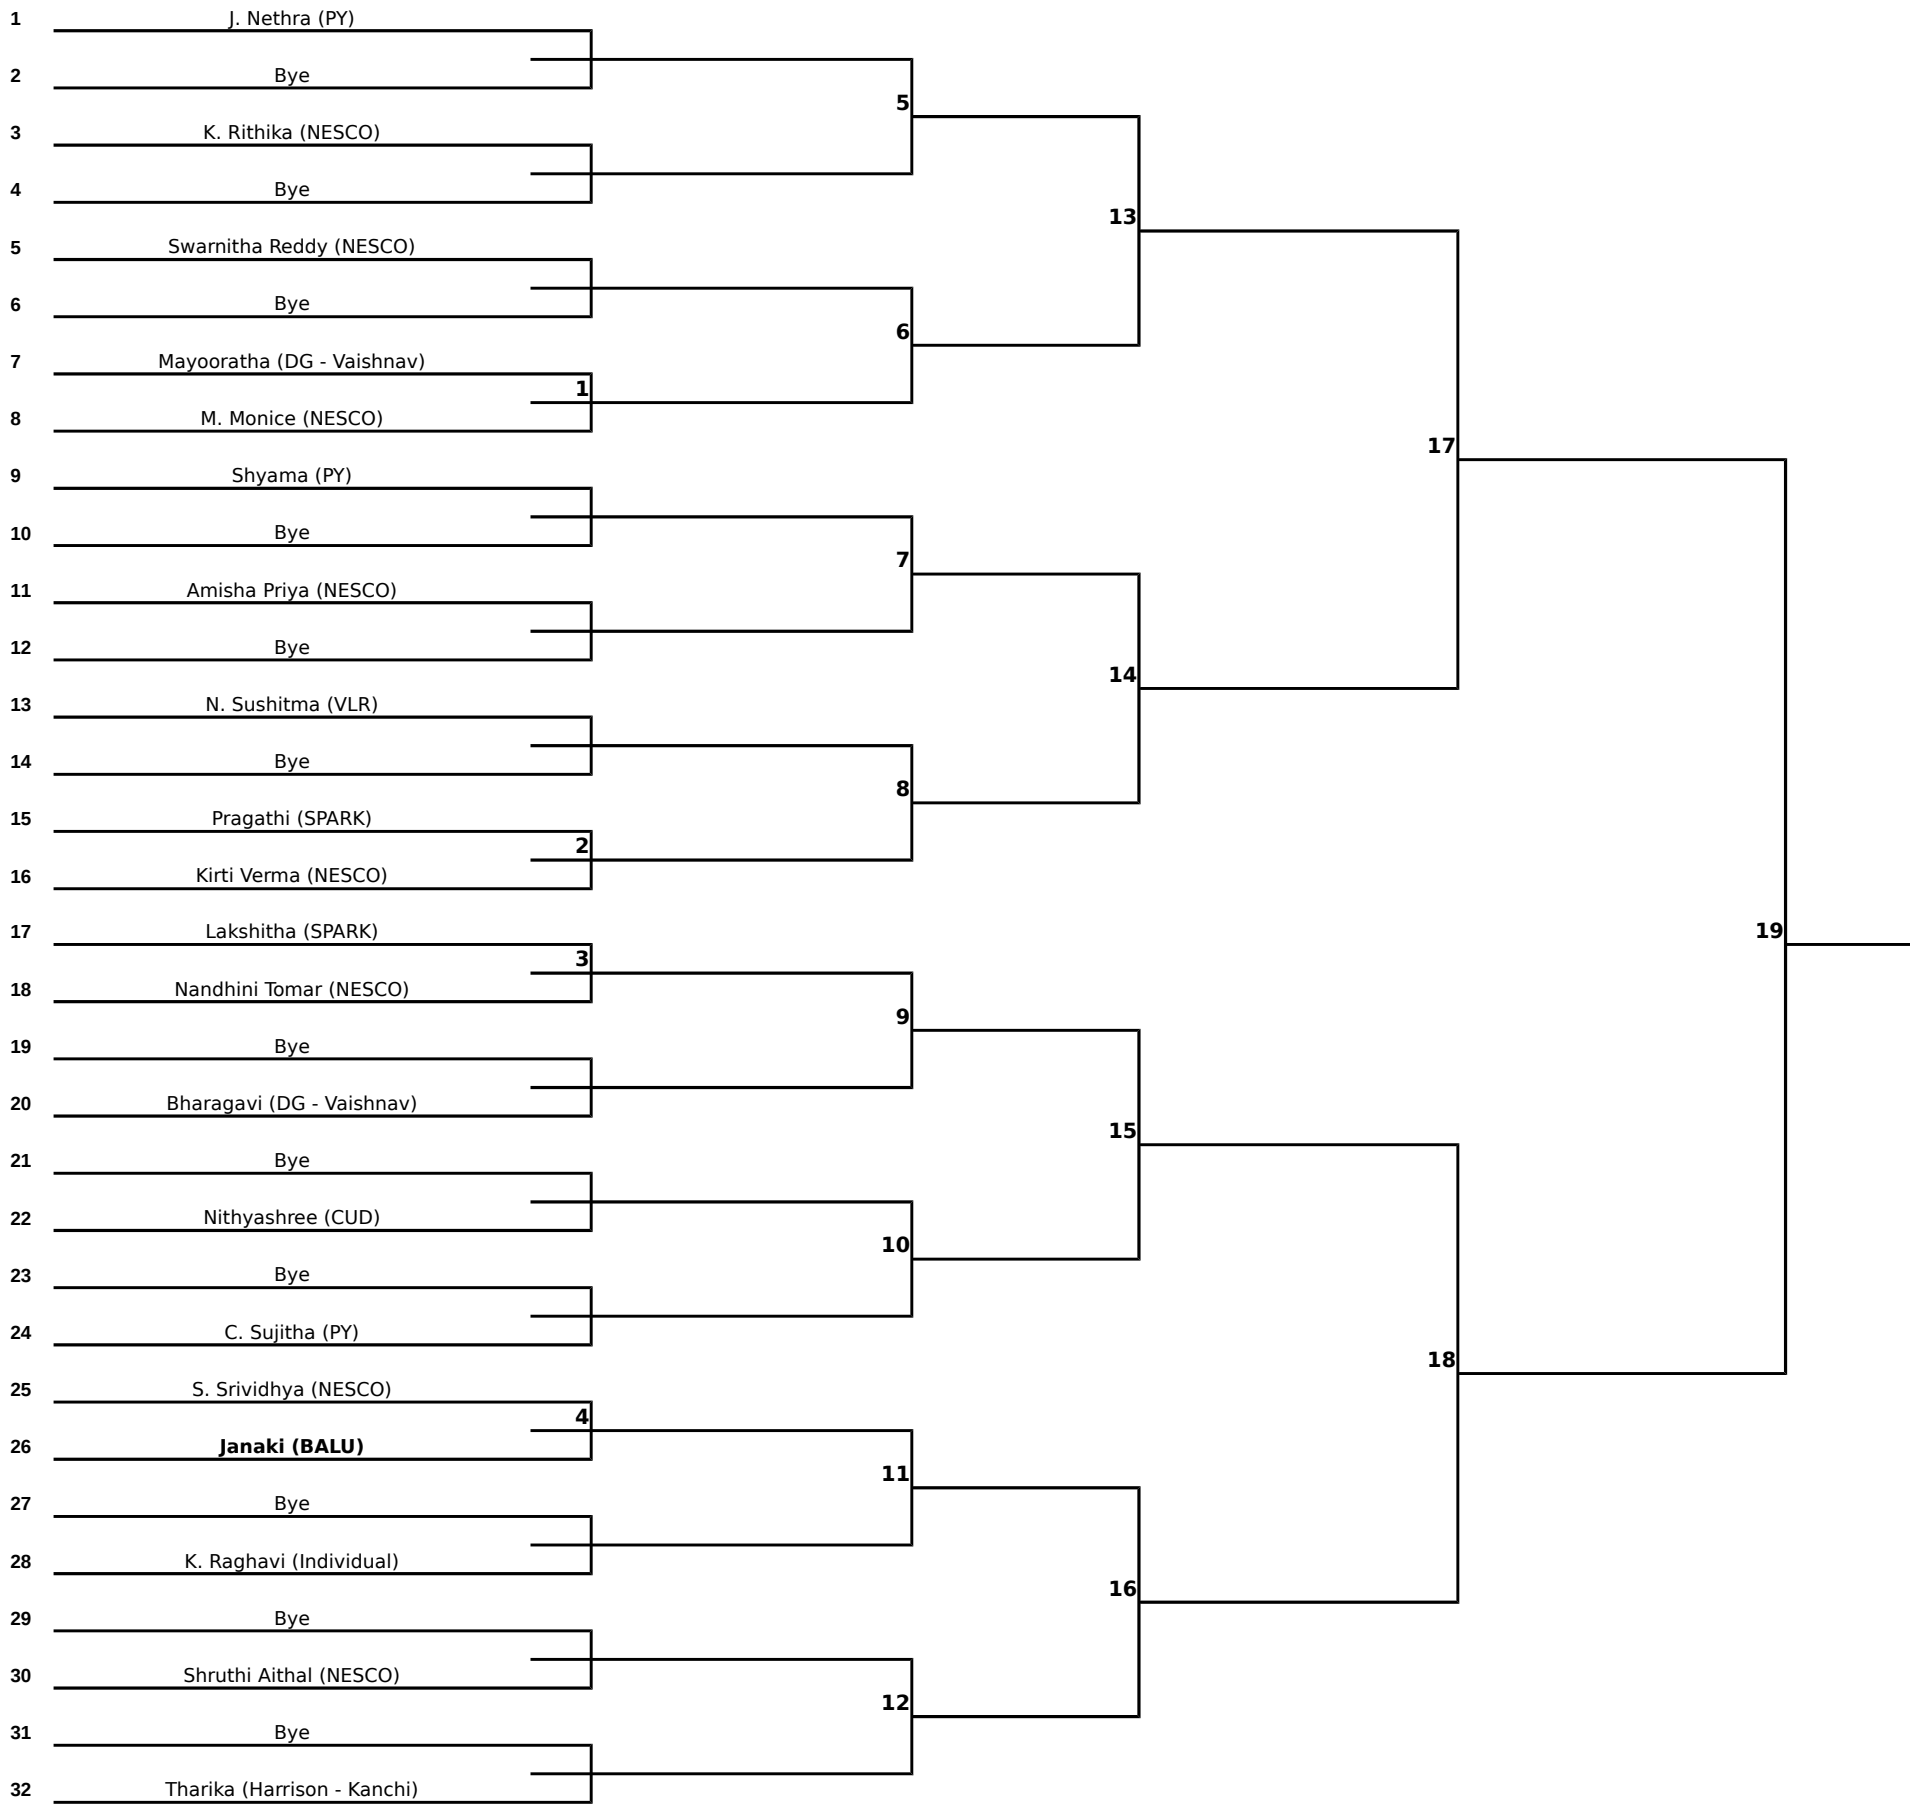 1 J. Nethra (PY)
2 Bye
5
3 K. Rithika (NESCO)
4 Bye
13
5 Swarnitha Reddy (NESCO)
6 Bye
6
7 Mayooratha (DG - Vaishnav)
1
8 M. Monice (NESCO)
17
9 Shyama (PY)
10 Bye
7
11 Amisha Priya (NESCO)
12 Bye
14
13 N. Sushitma (VLR)
14 Bye
8
15 Pragathi (SPARK)
2
16 Kirti Verma (NESCO)
17 Lakshitha (SPARK)
19
3
18 Nandhini Tomar (NESCO)
9
19 Bye
20 Bharagavi (DG - Vaishnav)
15
21 Bye
22 Nithyashree (CUD)
10
23 Bye
24 C. Sujitha (PY)
18
25 S. Srividhya (NESCO)
4
26 Janaki (BALU)
11
27 Bye
28 K. Raghavi (Individual)
16
29 Bye
30 Shruthi Aithal (NESCO)
12
31 Bye
32 Tharika (Harrison - Kanchi)